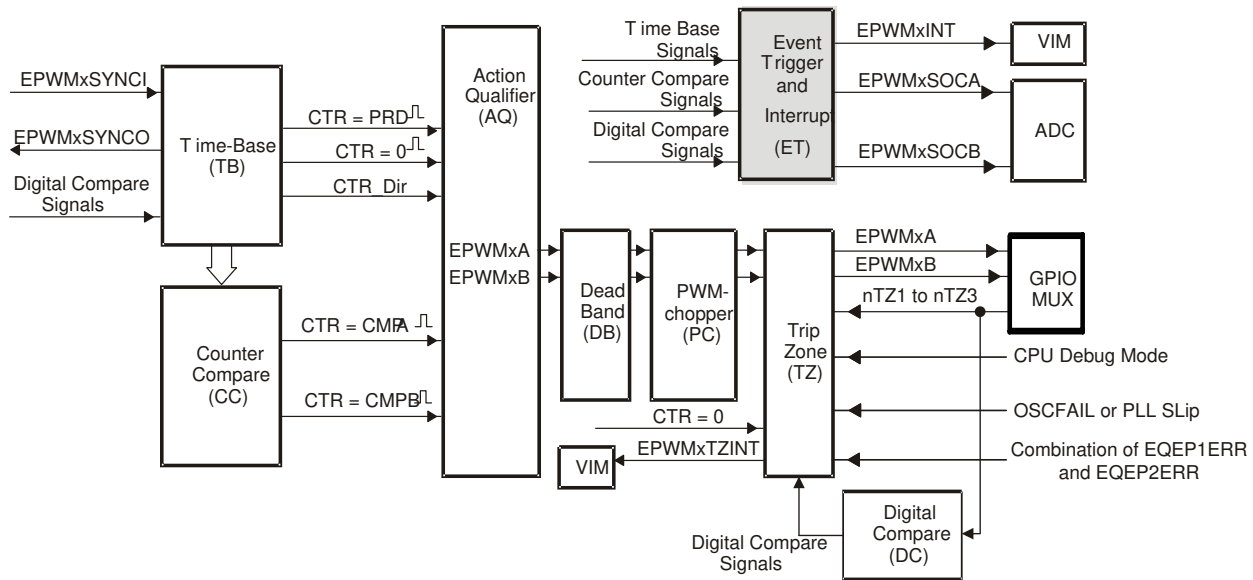 EPWMxSYNCI
EPWMxSYNCO
Digital Compare
Signals
Time-Base
(TB)
CTR = PRD
CTR = 0
CTR_Dir
Counter
Compare
(CC)
CTR = CMPA
CTR = CMPB
Action
Qualifier
(AQ)
EPWMxA
EPWMxB
Time Base
Signals
Counter Compare
Signals
Digital Compare
Signals
Event
Trigger
and
Interrupt
(ET)
EPWMxINT
EPWMxSOCA
EPWMxSOCB
VIM
ADC
Dead
Band
(DB)
PWM-
chopper
(PC)
Trip
Zone
(TZ)
EPWMxA
EPWMxB
nTZ1 to nTZ3
GPIO
MUX
CPU Debug Mode
OSCFAIL or PLL SLip
Combination of EQEP1ERR
and EQEP2ERR
CTR = 0
EPWMxTZINT
VIM
Digital
Compare
(DC)
Digital Compare
Signals